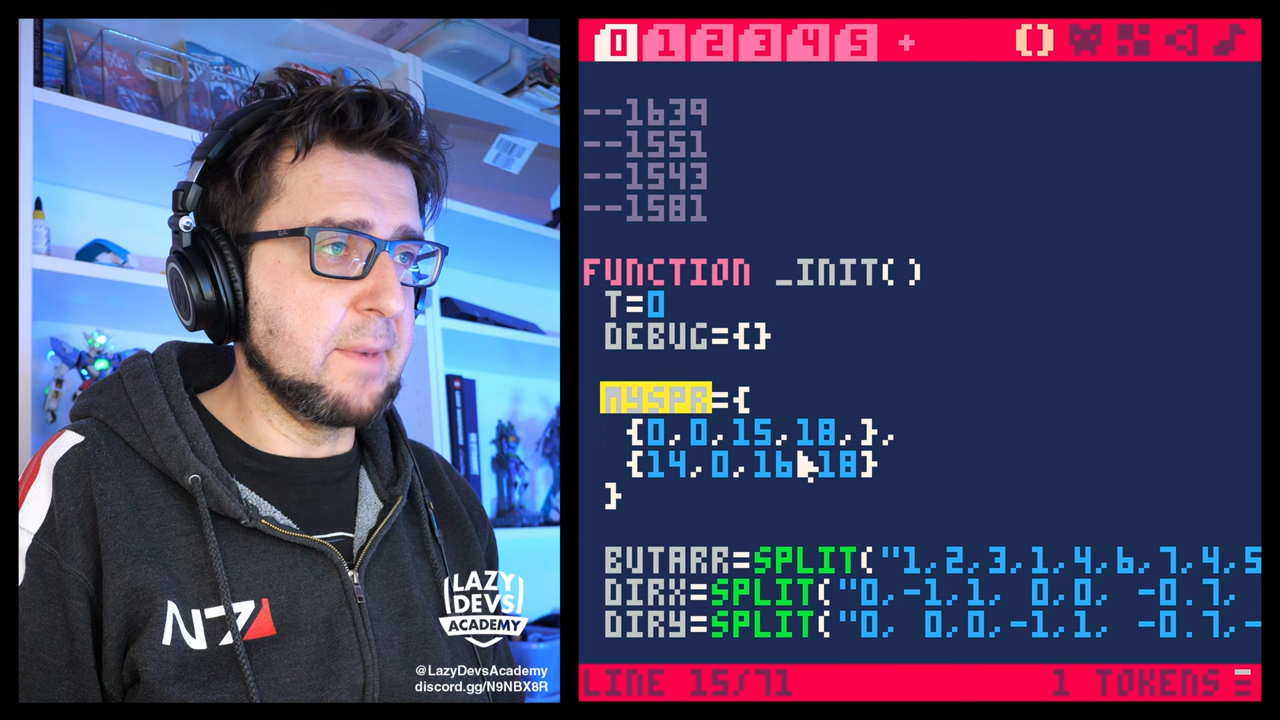 0 1 2 3 4 5 +
--1639
--1551
--1543
--1581
FUNCTION _INIT()
T=0
DEBUG={}
MYSPR={
{0,0,15,18,},
{14,0,16,18}
}
BUTARR=SPLIT("1,2,3,1,4,6,7,4,5
DIRX=SPLIT("0,-1,1, 0,0, -0.7,
DIRY=SPLIT("0, 0,0,-1,1, -0.7,-
LINE 15/71 1 TOKENS
N7
LAZY
DEVS
ACADEMY
@LazyDevsAcademy
discord.gg/N9NBX8R